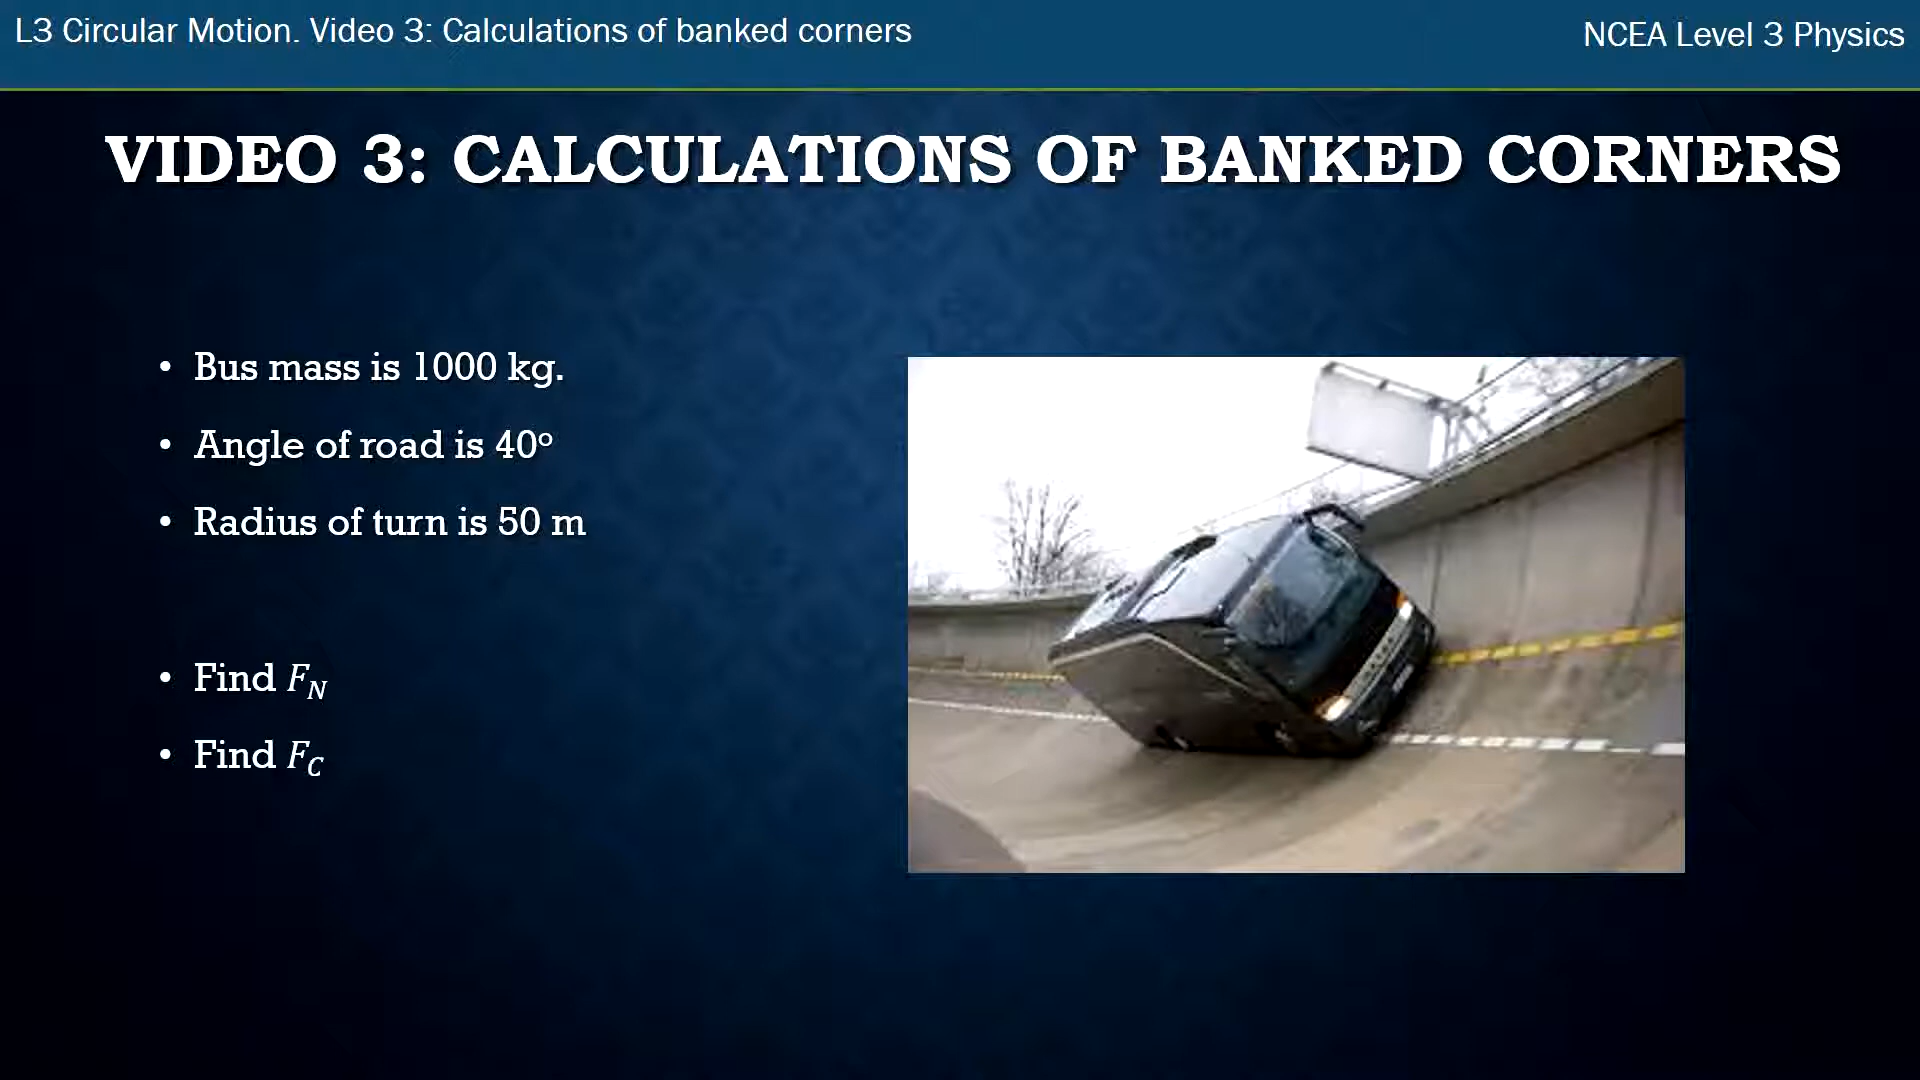 L3 Circular Motion. Video 3: Calculations of banked corners
NCEA Level 3 Physics
VIDEO 3: CALCULATIONS OF BANKED CORNERS
• Bus mass is 1000 kg.
• Angle of road is 40º
• Radius of turn is 50 m
• Find F_N
• Find F_C